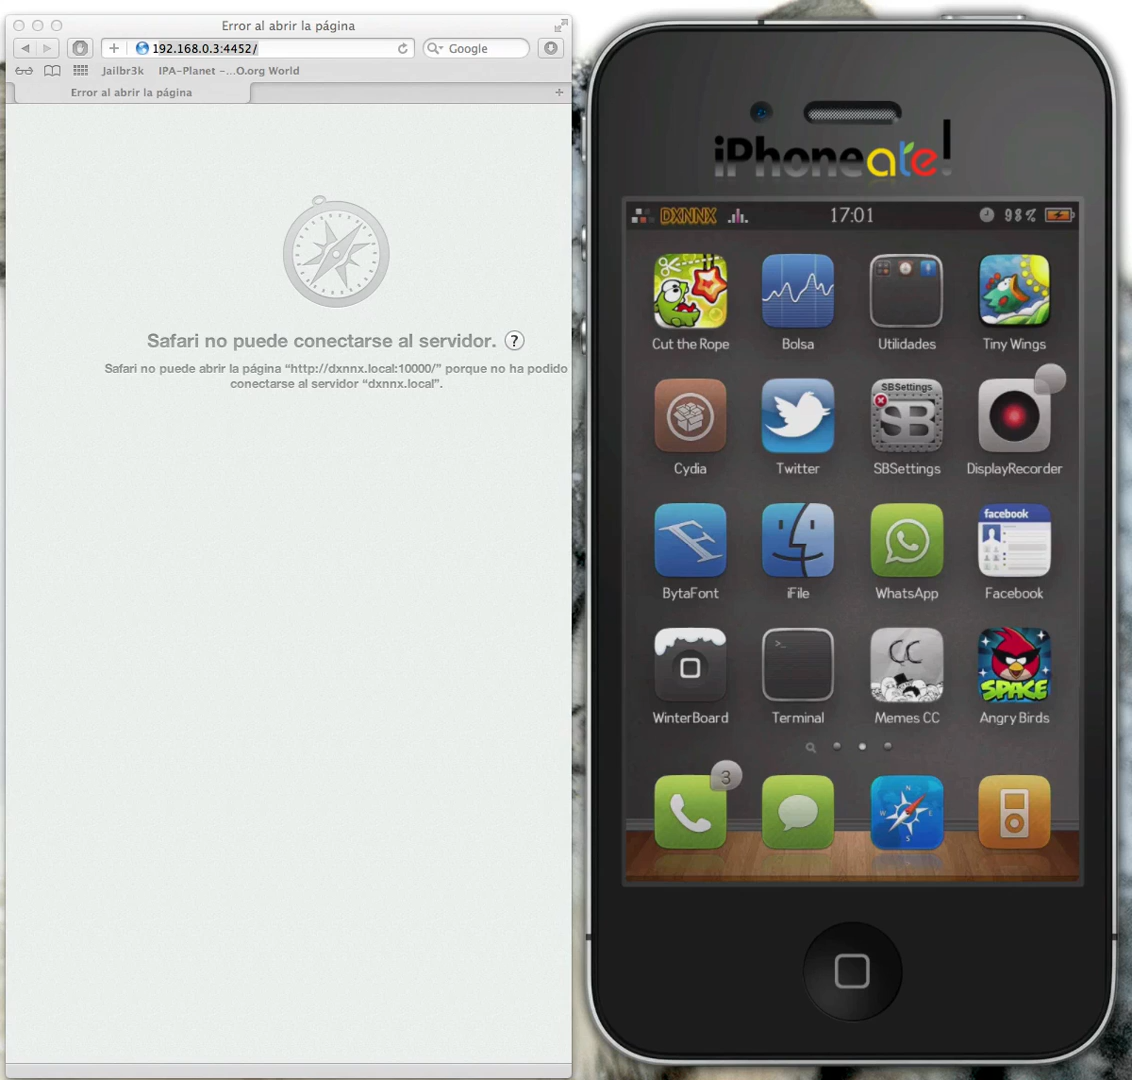 Error al abrir la página
192.168.0.3:4452/
Google
Jailbr3k
IPA-Planet -...O.org World
Error al abrir la página
Safari no puede conectarse al servidor. ?
Safari no puede abrir la página “http://dxnnx.local:10000/” porque no ha podido
conectarse al servidor “dxnnx.local”.
iPhoneate!
DXNNX 17:01 98%
Cut the Rope Bolsa Utilidades Tiny Wings
SBSettings
SB
Cydia Twitter SBSettings DisplayRecorder
F
facebook
BytaFont iFile WhatsApp Facebook
>_
CC
SPACE
WinterBoard Terminal Memes CC Angry Birds
3
N
W E
S